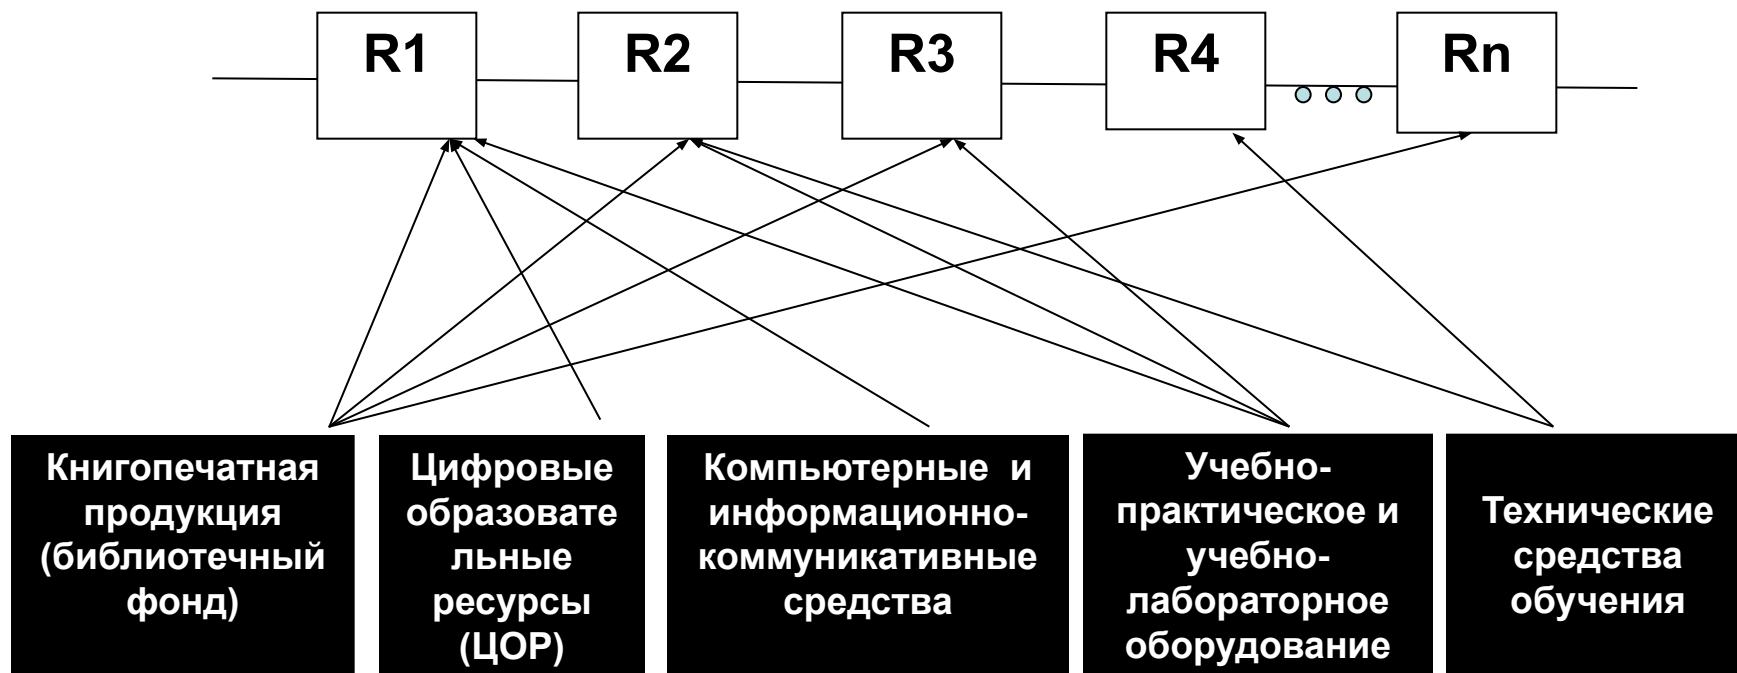 R1
R2
R3
R4
Rn
Книгопечатная
продукция
(библиотечный
фонд)
Цифровые
образовате
льные
ресурсы
(ЦОР)
Компьютерные и
информационно-
коммуникативные
средства
Учебно-
практическое и
учебно-
лабораторное
оборудование
Технические
средства
обучения